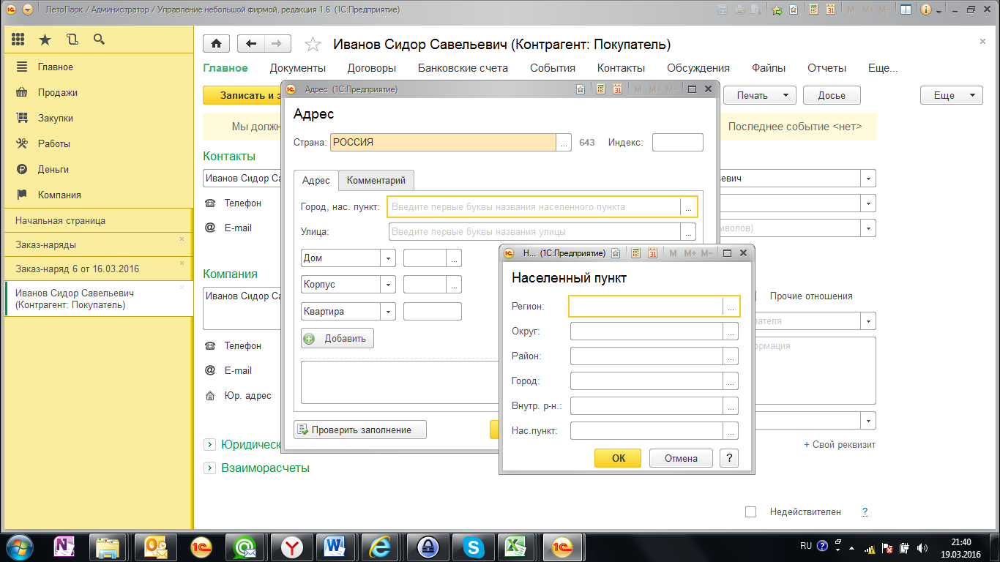 ЛетоПарк / Администратор / Управление небольшой фирмой, редакция 1.6 (1С:Предприятие)
M M+ M-
Главное
Продажи
Закупки
Работы
Деньги
Компания
Начальная страница
Заказ-наряды
Заказ-наряд 6 от 16.03.2016
Иванов Сидор Савельевич
(Контрагент: Покупатель)
Иванов Сидор Савельевич (Контрагент: Покупатель)
Главное Документы Договоры Банковские счета События Контакты Обсуждения Файлы Отчеты Еще...
Записать и з
Печать Досье Еще
Мы должн
Последнее событие <нет>
Контакты
Иванов Сидор Са
ьевич
Телефон
E-mail
мволов)
Компания
Иванов Сидор Са
Прочие отношения
пателя
Телефон
рмация
E-mail
Юр. адрес
Юридическ
+ Свой реквизит
Взаиморасчеты
Недействителен ?
Адрес (1С:Предприятие)
M M+ M-
Адрес
Страна: РОССИЯ ... 643 Индекс:
Адрес Комментарий
Город, нас. пункт: Введите первые буквы названия населенного пункта ...
Улица: Введите первые буквы названия улицы ...
Дом ...
Корпус ...
Квартира
Добавить
Проверить заполнение
Н... (1С:Предприятие) M M+ M-
Населенный пункт
Регион: ...
Округ: ...
Район: ...
Город: ...
Внутр. р-н.: ...
Нас.пункт: ...
ОК Отмена ?
RU
21:40
19.03.2016